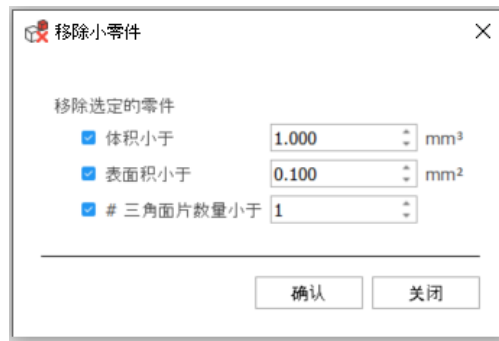 移除小零件
移除选定的零件
体积小于 1.000 mm³
表面积小于 0.100 mm²
# 三角面片数量小于 1
确认 关闭